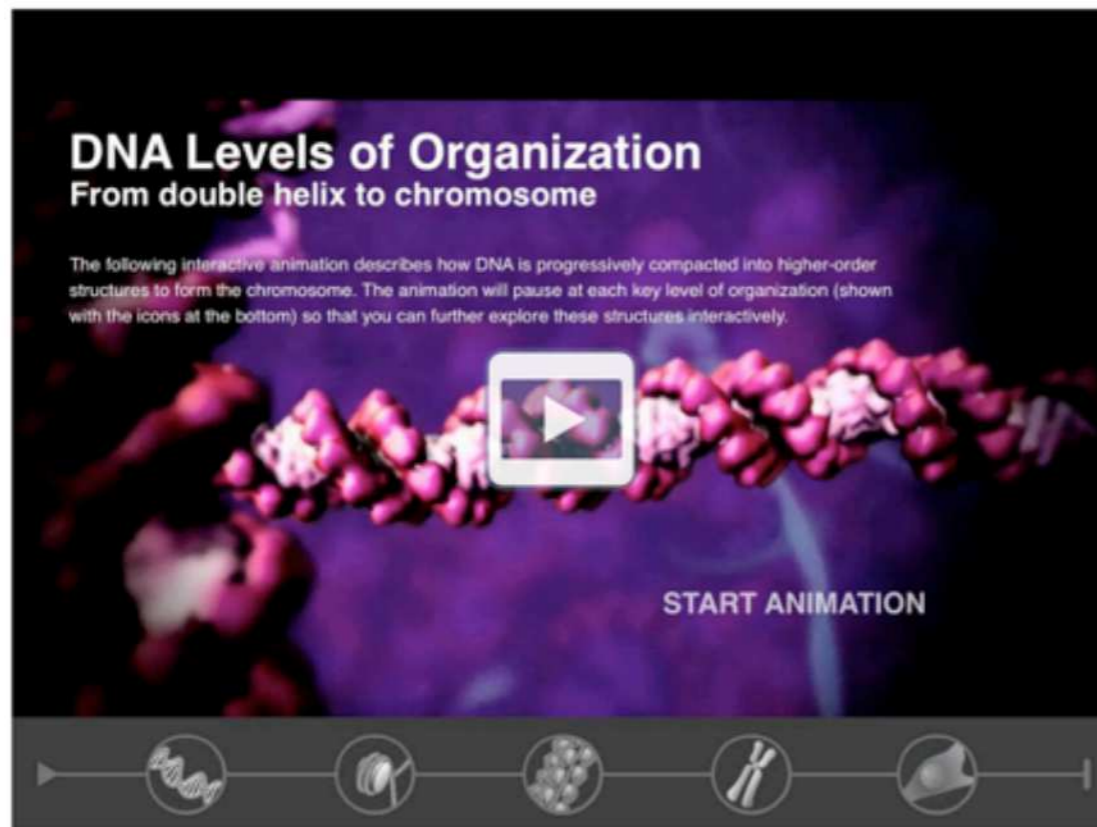 DNA Levels of Organization
From double helix to chromosome
The following interactive animation describes how DNA is progressively compacted into higher-order
structures to form the chromosome. The animation will pause at each key level of organization (shown
with the icons at the bottom) so that you can further explore these structures interactively.
START ANIMATION